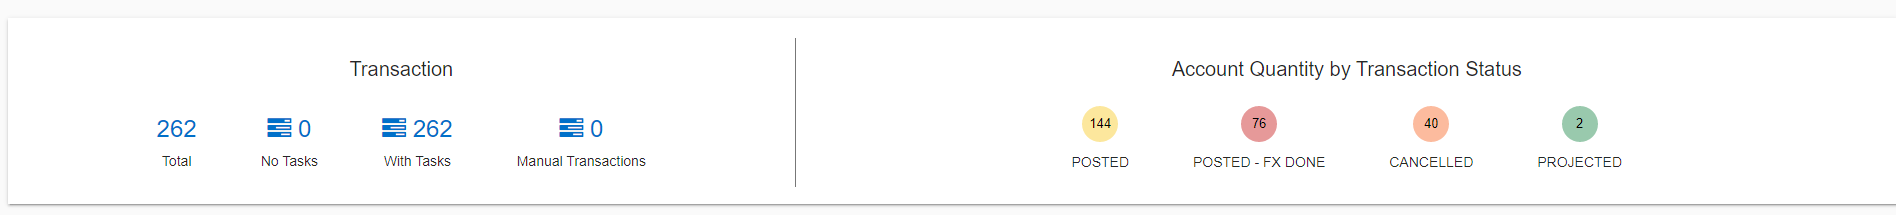 Transaction
262
Total
0
No Tasks
262
With Tasks
0
Manual Transactions
Account Quantity by Transaction Status
144
POSTED
76
POSTED - FX DONE
40
CANCELLED
2
PROJECTED